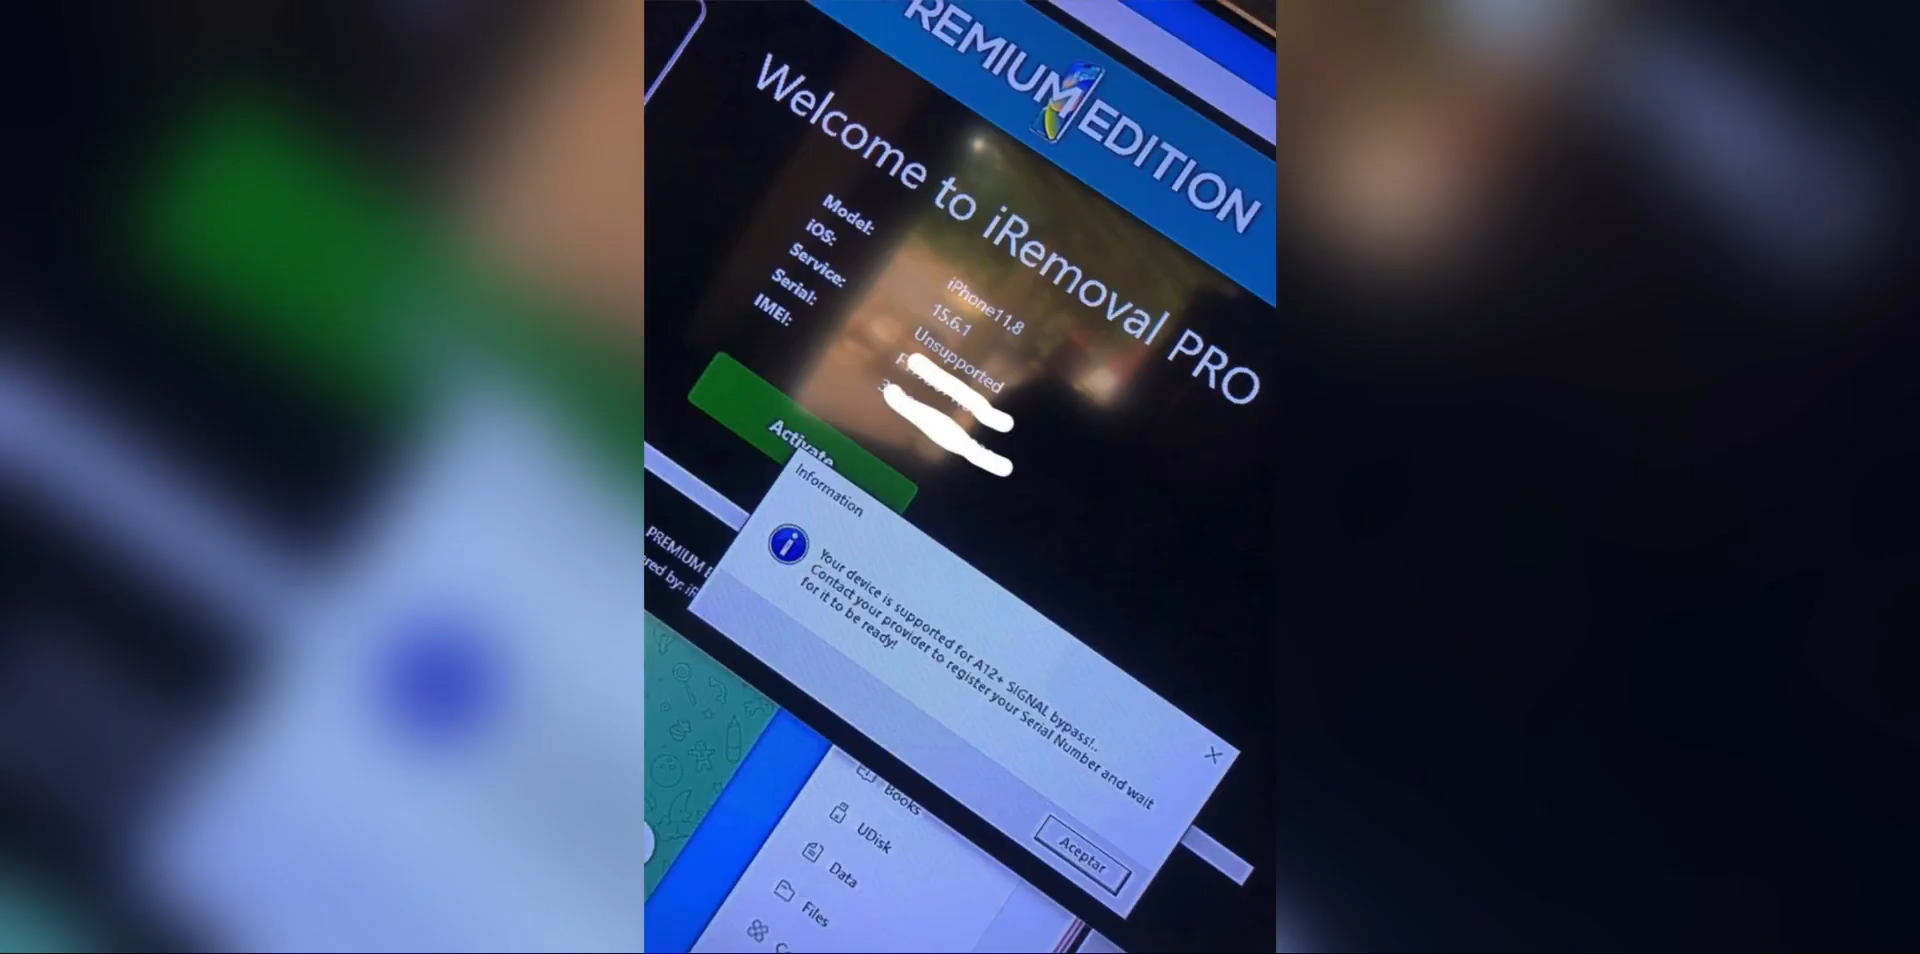 PREMIUM EDITION
Welcome to iRemoval PRO
Model: iPhone11,8
iOS: 15.6.1
Service: Unsupported
Serial:
IMEI:
Activate
Information
Your device is supported for A12+ SIGNAL bypass!..
Contact your provider to register your Serial Number and wait
for it to be ready!
Aceptar
PREMIUM
by:
Books
UDisk
Data
Files